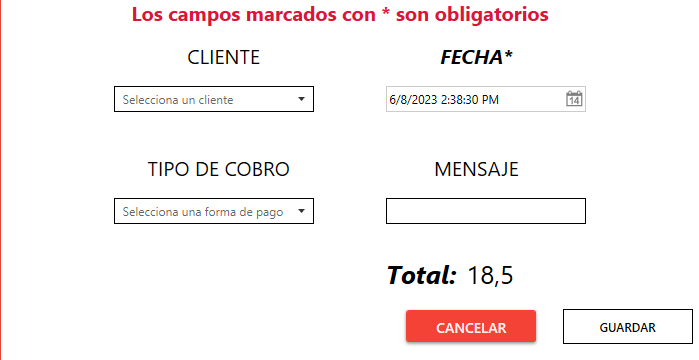 Los campos marcados con * son obligatorios
CLIENTE
FECHA*
Selecciona un cliente
6/8/2023 2:38:30 PM
14
TIPO DE COBRO
MENSAJE
Selecciona una forma de pago
Total: 18,5
CANCELAR
GUARDAR